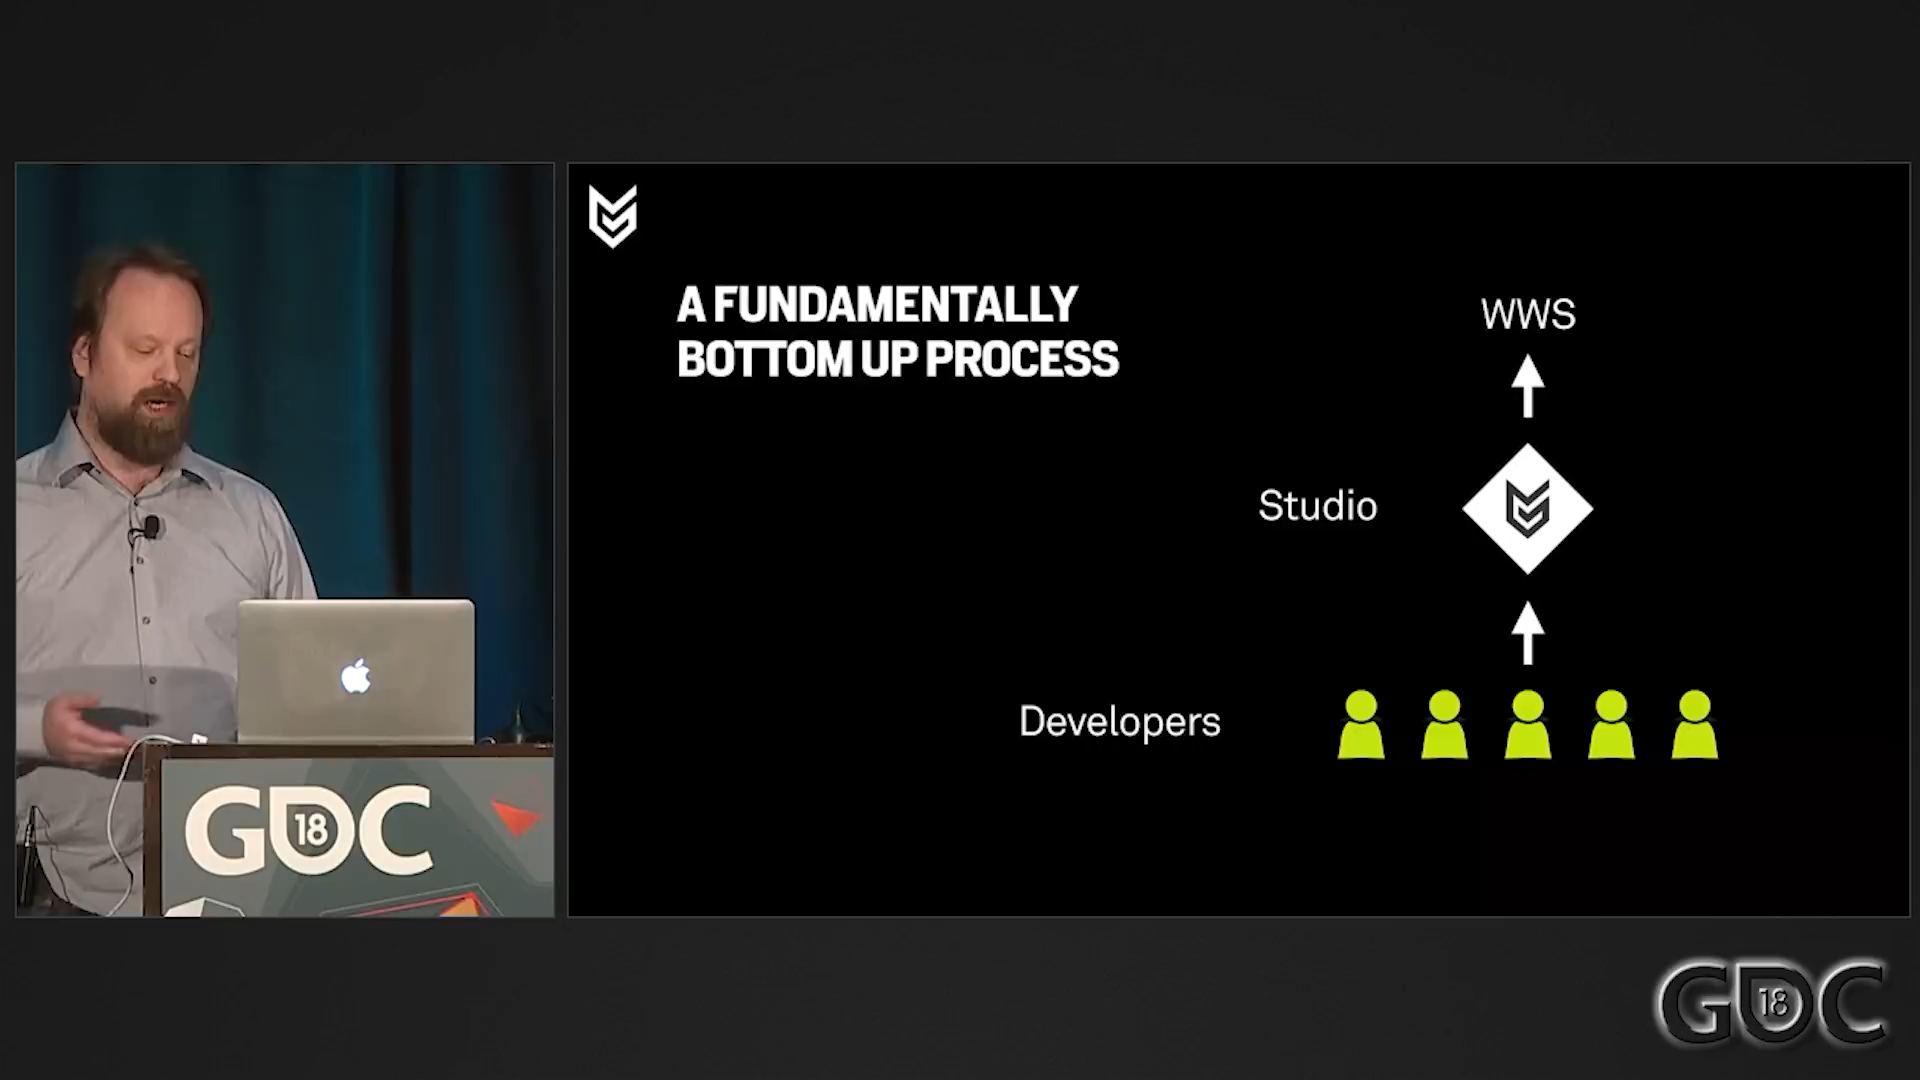 A FUNDAMENTALLY
BOTTOM UP PROCESS
WWS
Studio
Developers
GDC
18
GDC
18